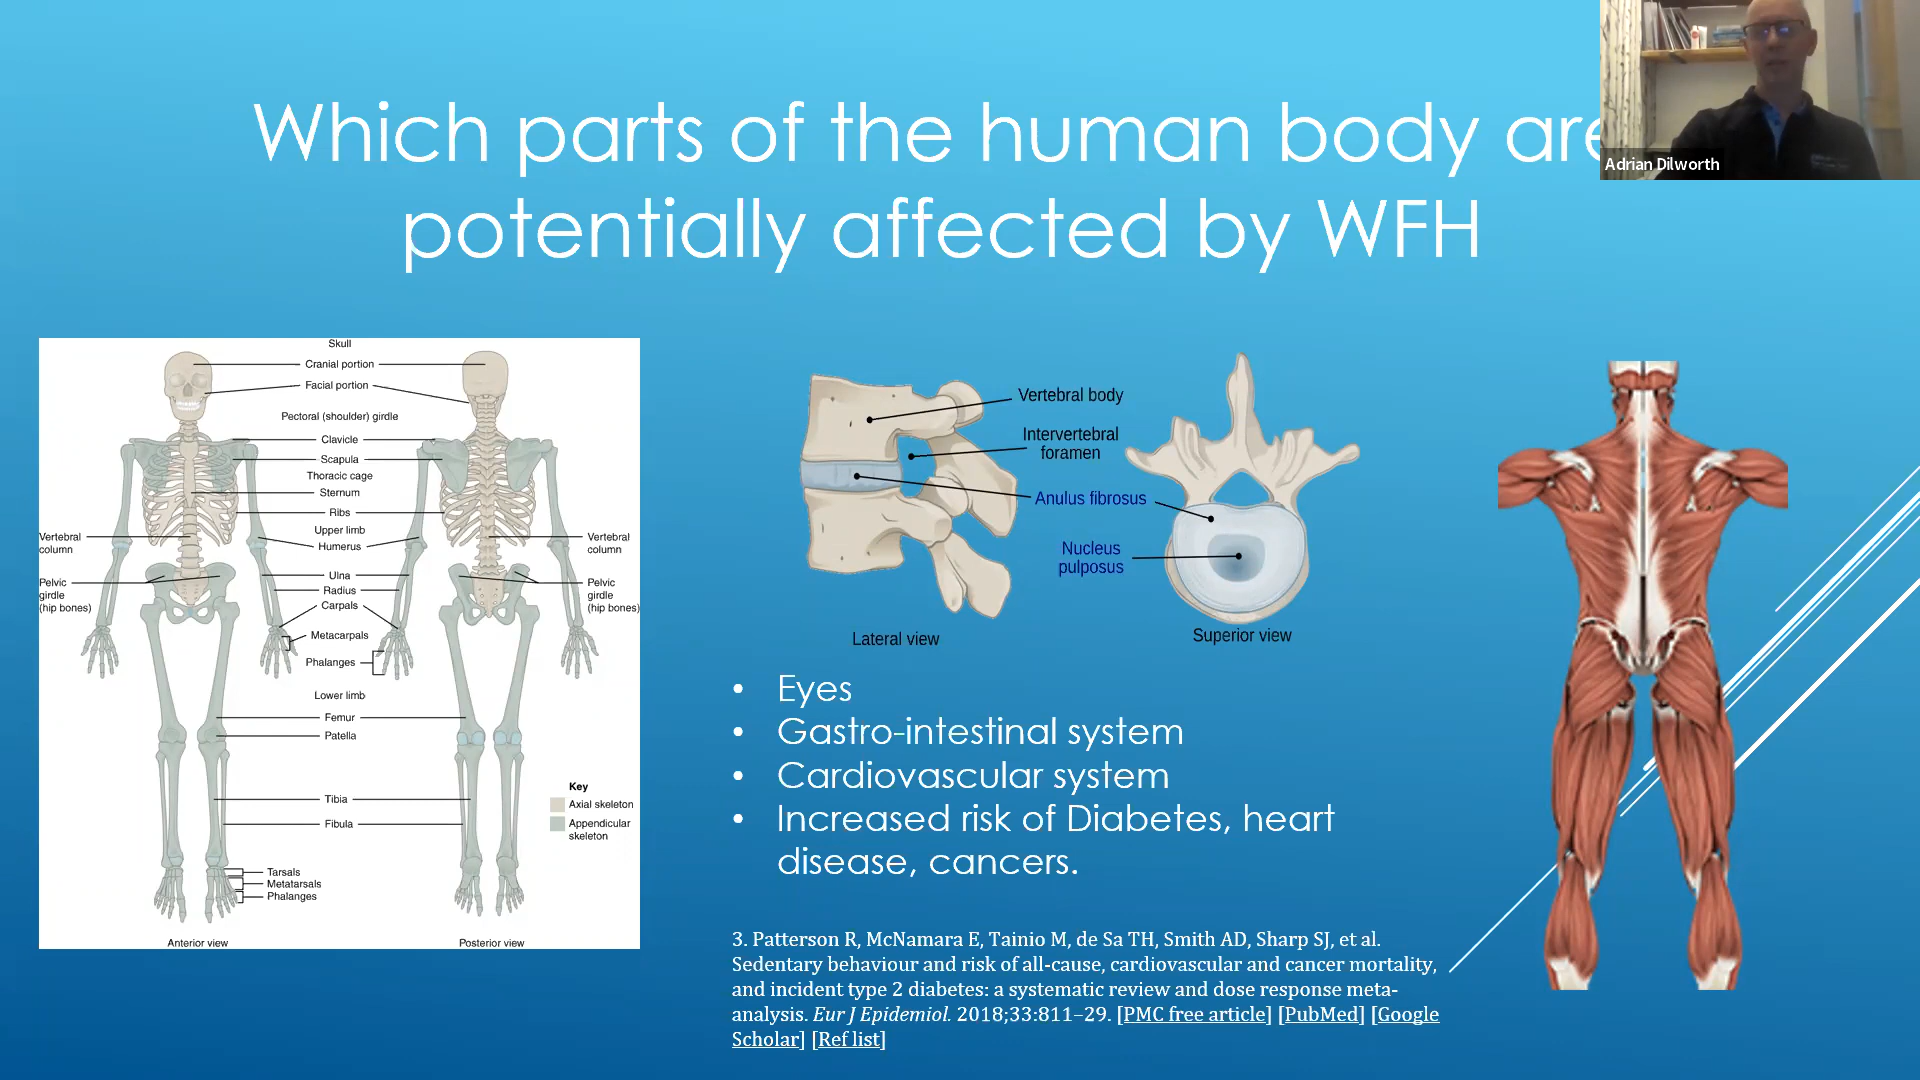 Which parts of the human body are
potentially affected by WFH
Adrian Dilworth
Skull
Cranial portion
Facial portion
Pectoral (shoulder) girdle
Clavicle
Scapula
Thoracic cage
Sternum
Ribs
Upper limb
Humerus
Vertebral
column
Vertebral
column
Ulna
Radius
Carpals
Pelvic
girdle
(hip bones)
Pelvic
girdle
(hip bones)
Metacarpals
Phalanges
Lower limb
Femur
Patella
Tibia
Fibula
Key
Axial skeleton
Appendicular
skeleton
Tarsals
Metatarsals
Phalanges
Anterior view
Posterior view
Vertebral body
Intervertebral
foramen
Anulus fibrosus
Nucleus
pulposus
Lateral view
Superior view
• Eyes
• Gastro-intestinal system
• Cardiovascular system
• Increased risk of Diabetes, heart
disease, cancers.
3. Patterson R, McNamara E, Tainio M, de Sa TH, Smith AD, Sharp SJ, et al.
Sedentary behaviour and risk of all-cause, cardiovascular and cancer mortality,
and incident type 2 diabetes: a systematic review and dose response meta-
analysis. Eur J Epidemiol. 2018;33:811–29. [PMC free article] [PubMed] [Google
Scholar] [Ref list]